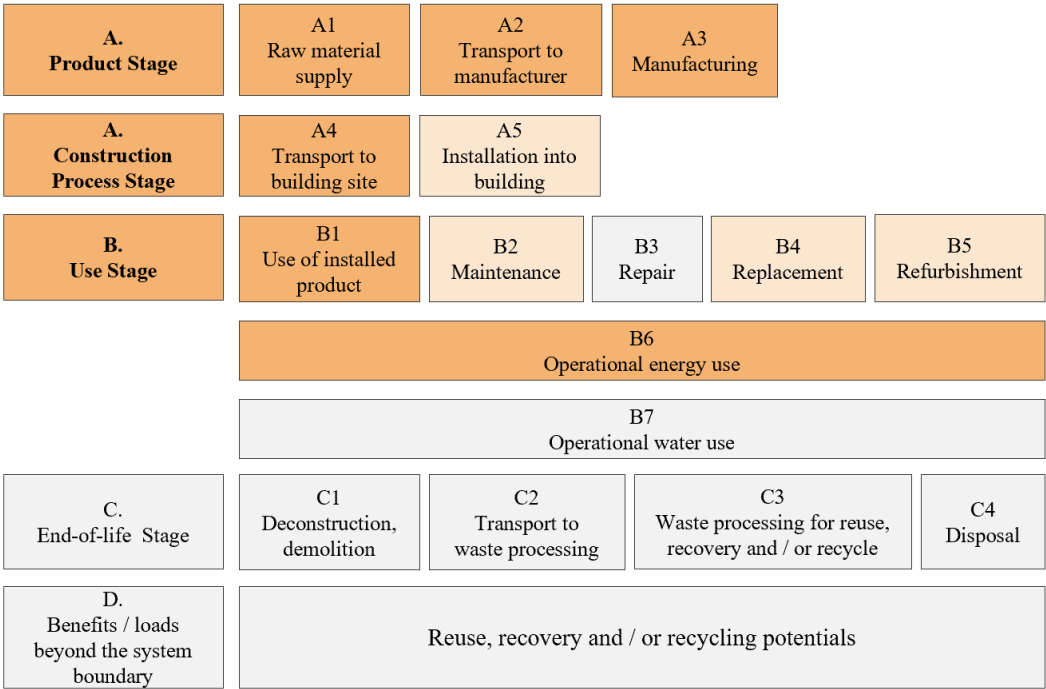 A.
Product Stage
A1
Raw material
supply
A2
Transport to
manufacturer
A3
Manufacturing
A.
Construction
Process Stage
A4
Transport to
building site
A5
Installation into
building
B.
Use Stage
B1
Use of installed
product
B2
Maintenance
B3
Repair
B4
Replacement
B5
Refurbishment
B6
Operational energy use
B7
Operational water use
C.
End-of-life Stage
C1
Deconstruction,
demolition
C2
Transport to
waste processing
C3
Waste processing for reuse,
recovery and / or recycle
C4
Disposal
D.
Benefits / loads
beyond the system
boundary
Reuse, recovery and / or recycling potentials